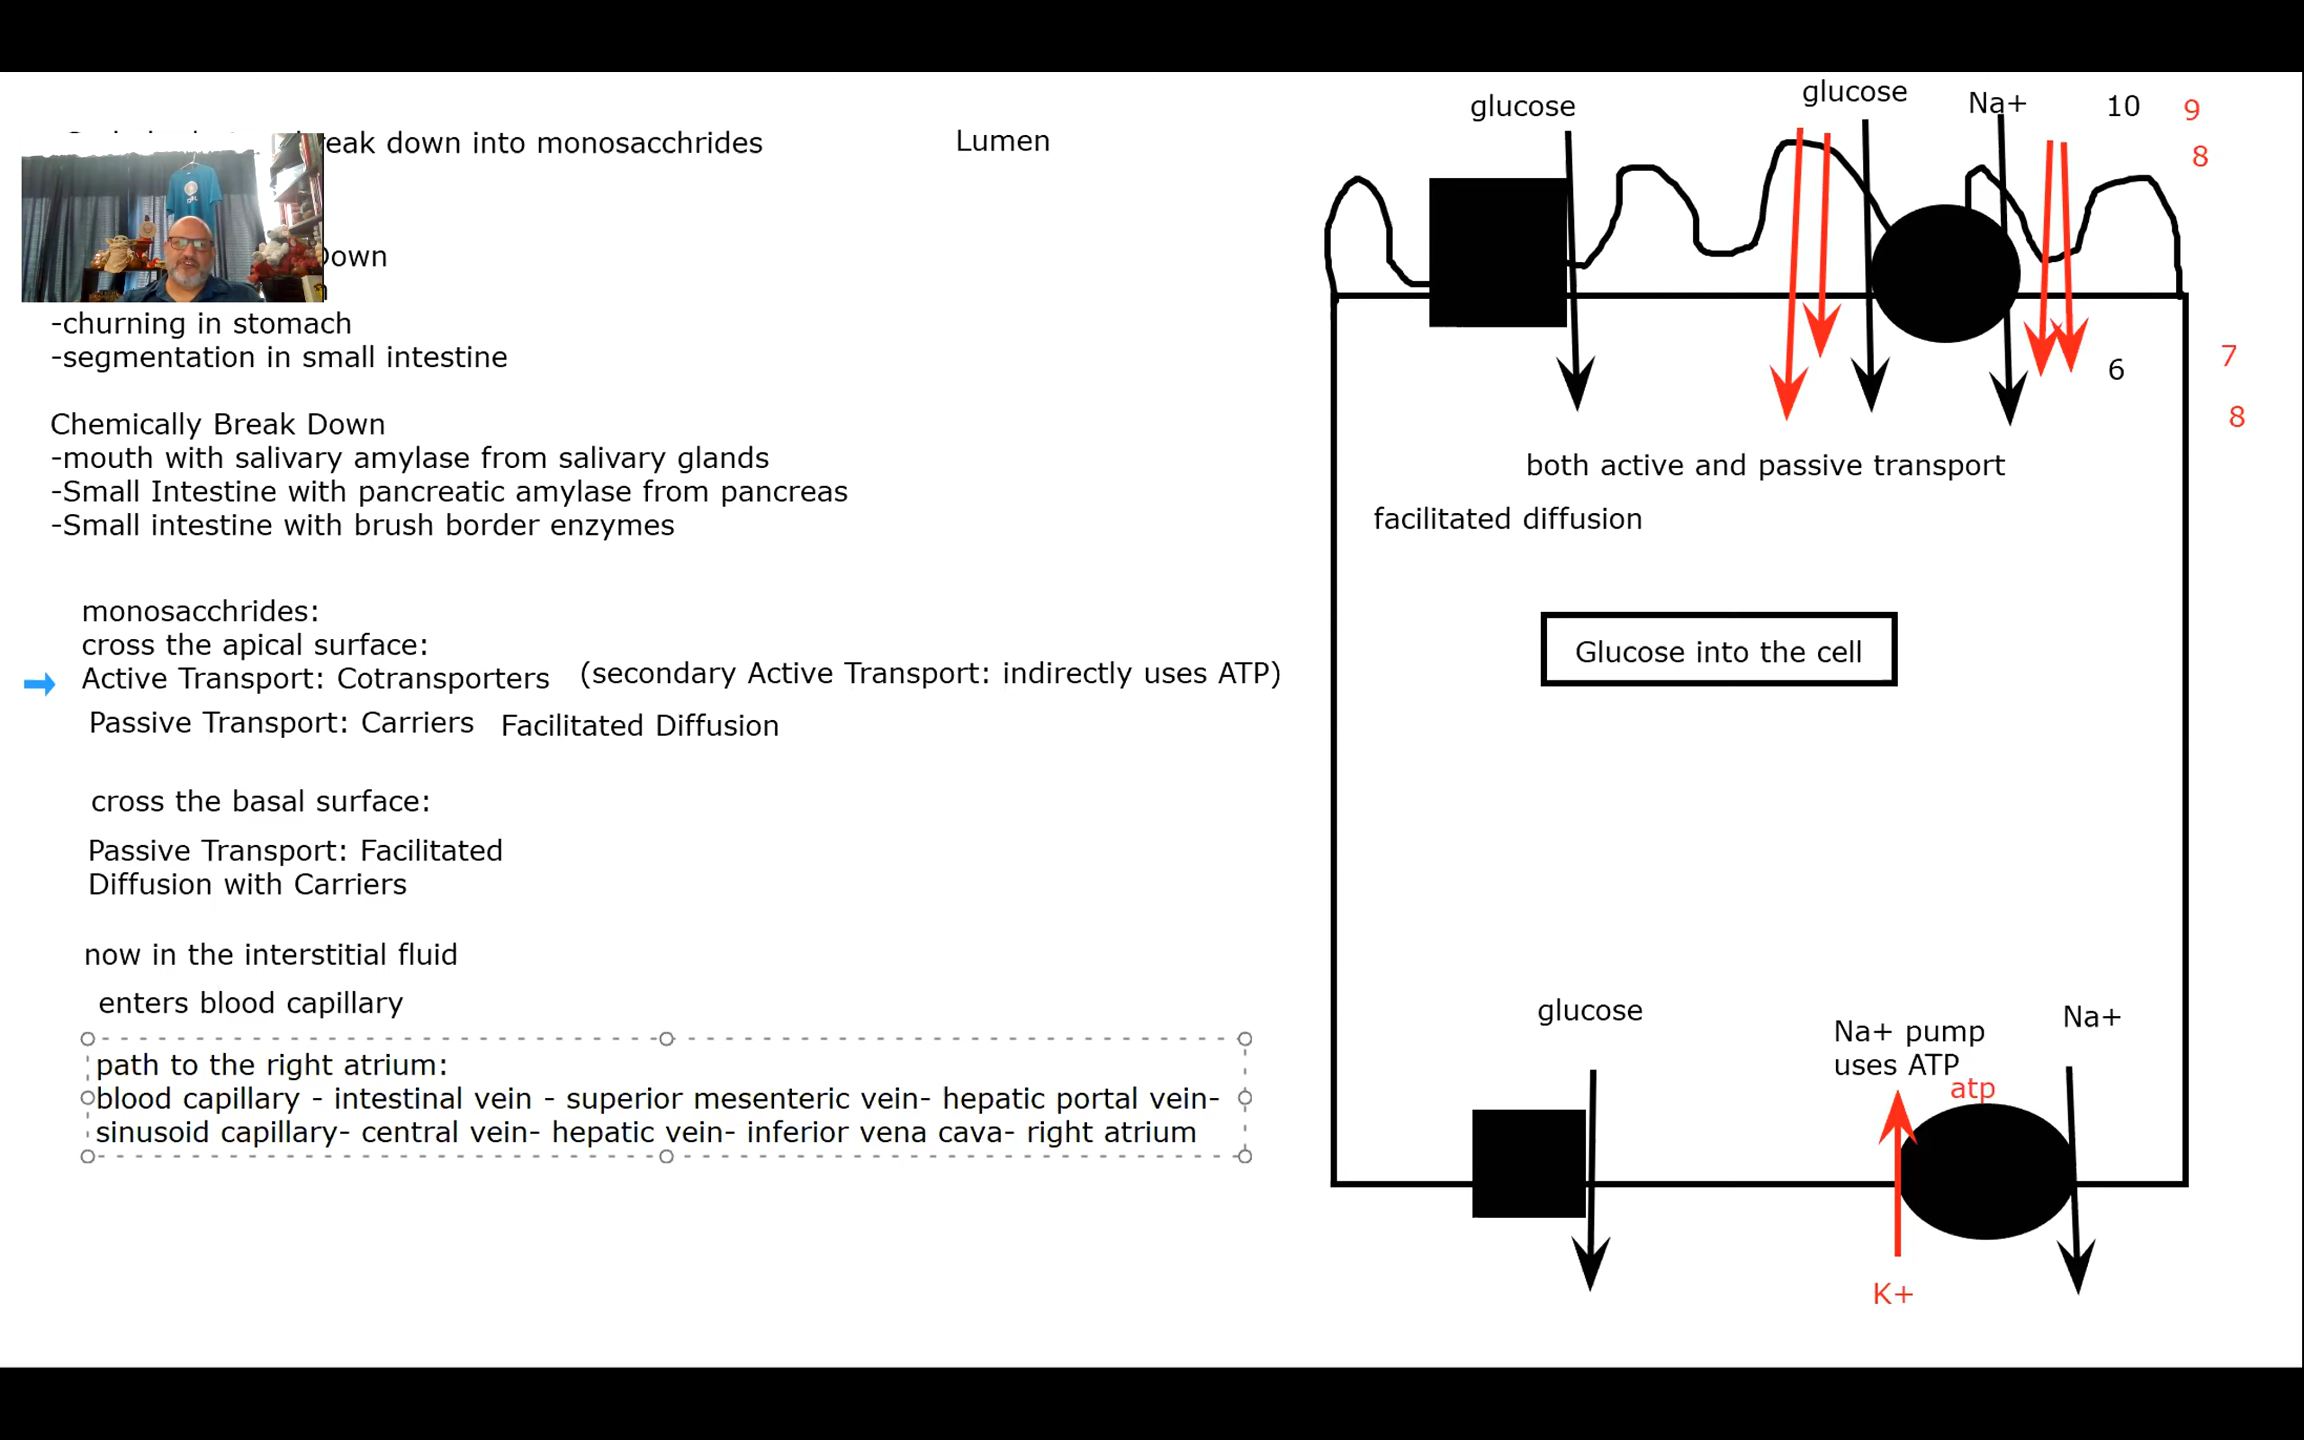 break down into monosacchrides
Down
-churning in stomach
-segmentation in small intestine
Chemically Break Down
-mouth with salivary amylase from salivary glands
-Small Intestine with pancreatic amylase from pancreas
-Small intestine with brush border enzymes
monosacchrides:
cross the apical surface:
Active Transport: Cotransporters (secondary Active Transport: indirectly uses ATP)
Passive Transport: Carriers Facilitated Diffusion
cross the basal surface:
Passive Transport: Facilitated
Diffusion with Carriers
now in the interstitial fluid
enters blood capillary
path to the right atrium:
blood capillary - intestinal vein - superior mesenteric vein- hepatic portal vein-
sinusoid capillary- central vein- hepatic vein- inferior vena cava- right atrium
Lumen
glucose
glucose
Na+
10
9
8
6
7
8
both active and passive transport
facilitated diffusion
Glucose into the cell
glucose
Na+ pump
uses ATP
atp
Na+
K+